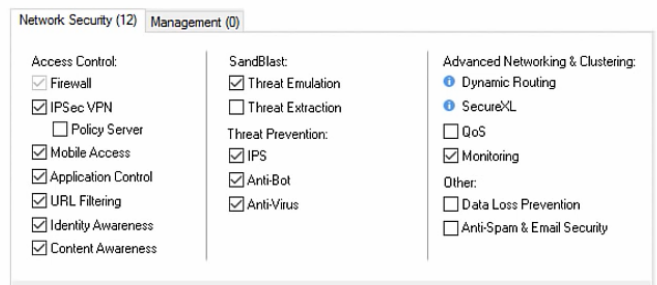 Network Security (12)
Management (0)
Access Control:
Firewall
IPSec VPN
Policy Server
Mobile Access
Application Control
URL Filtering
Identity Awareness
Content Awareness
SandBlast:
Threat Emulation
Threat Extraction
Threat Prevention:
IPS
Anti-Bot
Anti-Virus
Advanced Networking & Clustering:
Dynamic Routing
SecureXL
QoS
Monitoring
Other:
Data Loss Prevention
Anti-Spam & Email Security